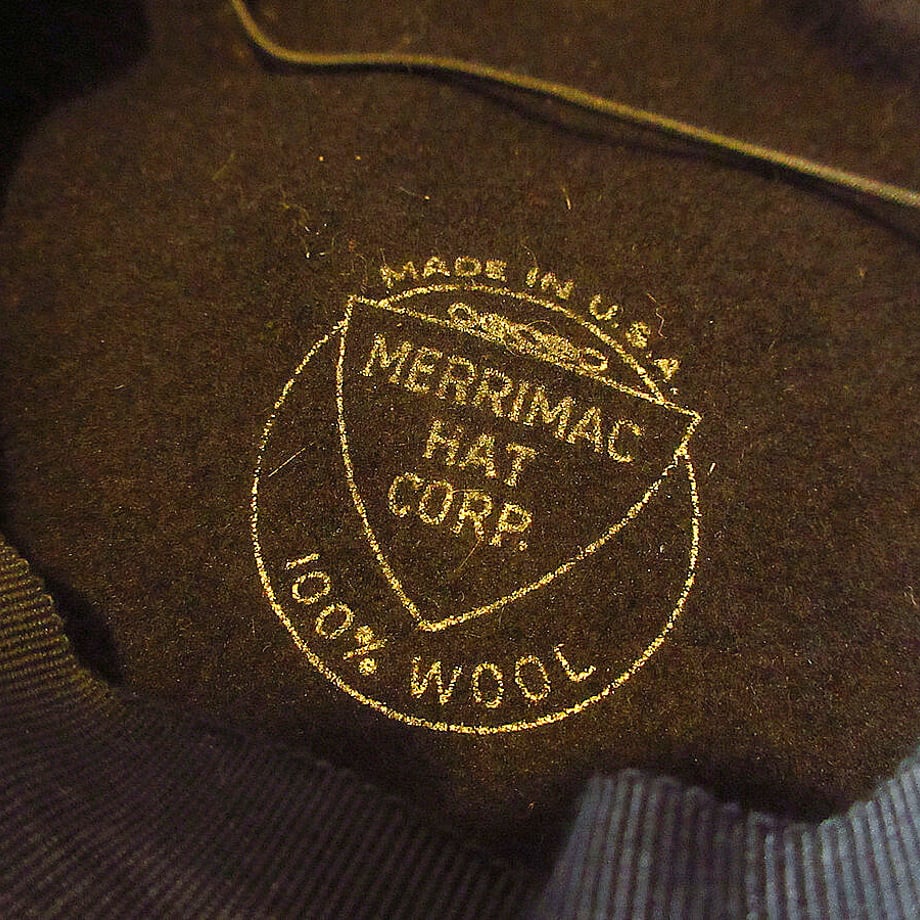 MADE IN U.S.A.
MERRIMAC
HAT
CORP.
100% WOOL